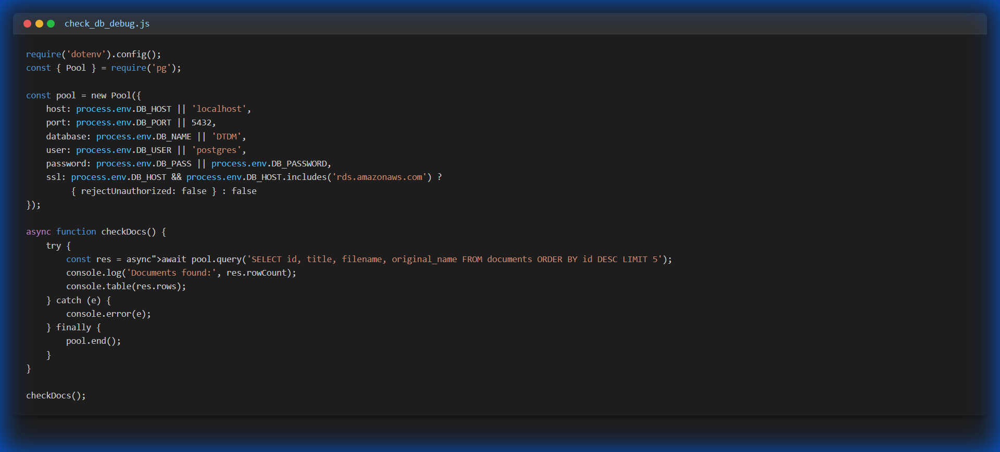 check_db_debug.js
require('dotenv').config();
const { Pool } = require('pg');
const pool = new Pool({
    host: process.env.DB_HOST || 'localhost',
    port: process.env.DB_PORT || 5432,
    database: process.env.DB_NAME || 'DTDM',
    user: process.env.DB_USER || 'postgres',
    password: process.env.DB_PASS || process.env.DB_PASSWORD,
    ssl: process.env.DB_HOST && process.env.DB_HOST.includes('rds.amazonaws.com') ?
         { rejectUnauthorized: false } : false
});
async function checkDocs() {
    try {
        const res = async">await pool.query('SELECT id, title, filename, original_name FROM documents ORDER BY id DESC LIMIT 5');
        console.log('Documents found:', res.rowCount);
        console.table(res.rows);
    } catch (e) {
        console.error(e);
    } finally {
        pool.end();
    }
}
checkDocs();